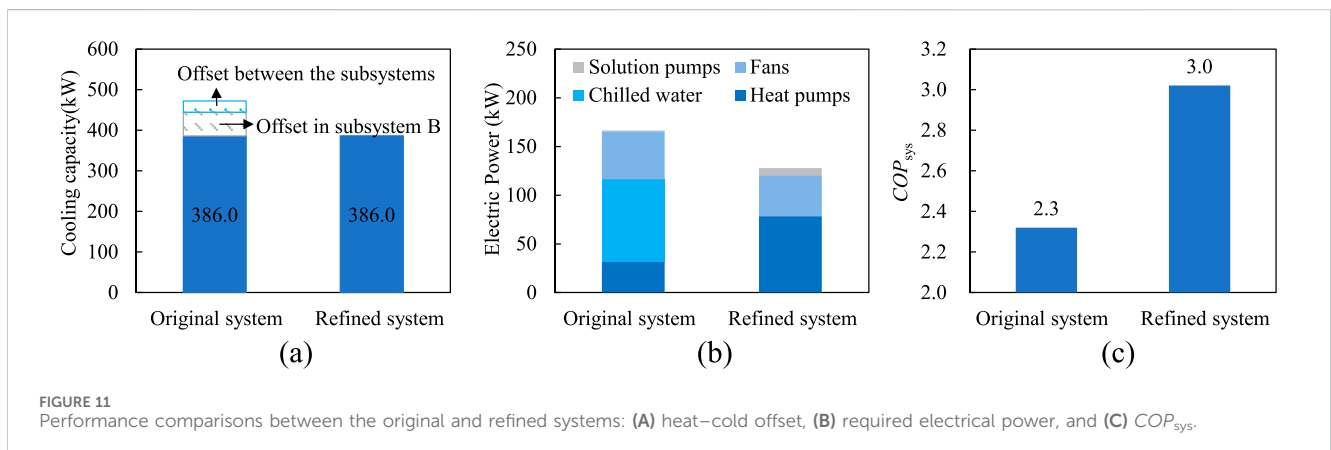 Cooling capacity(kW)
600
500
400
300
200
100
0
Offset between the subsystems
Offset in subsystem B
386.0
386.0
Original system
Refined system
(a)
Electric Power (kW)
250
200
150
100
50
0
Solution pumps
Fans
Chilled water
Heat pumps
Original system
Refined system
(b)
COPsys
3.2
3.0
2.8
2.6
2.4
2.2
2.0
2.3
3.0
Original system
Refined system
(c)
FIGURE 11
Performance comparisons between the original and refined systems: (A) heat–cold offset, (B) required electrical power, and (C) COPsys.